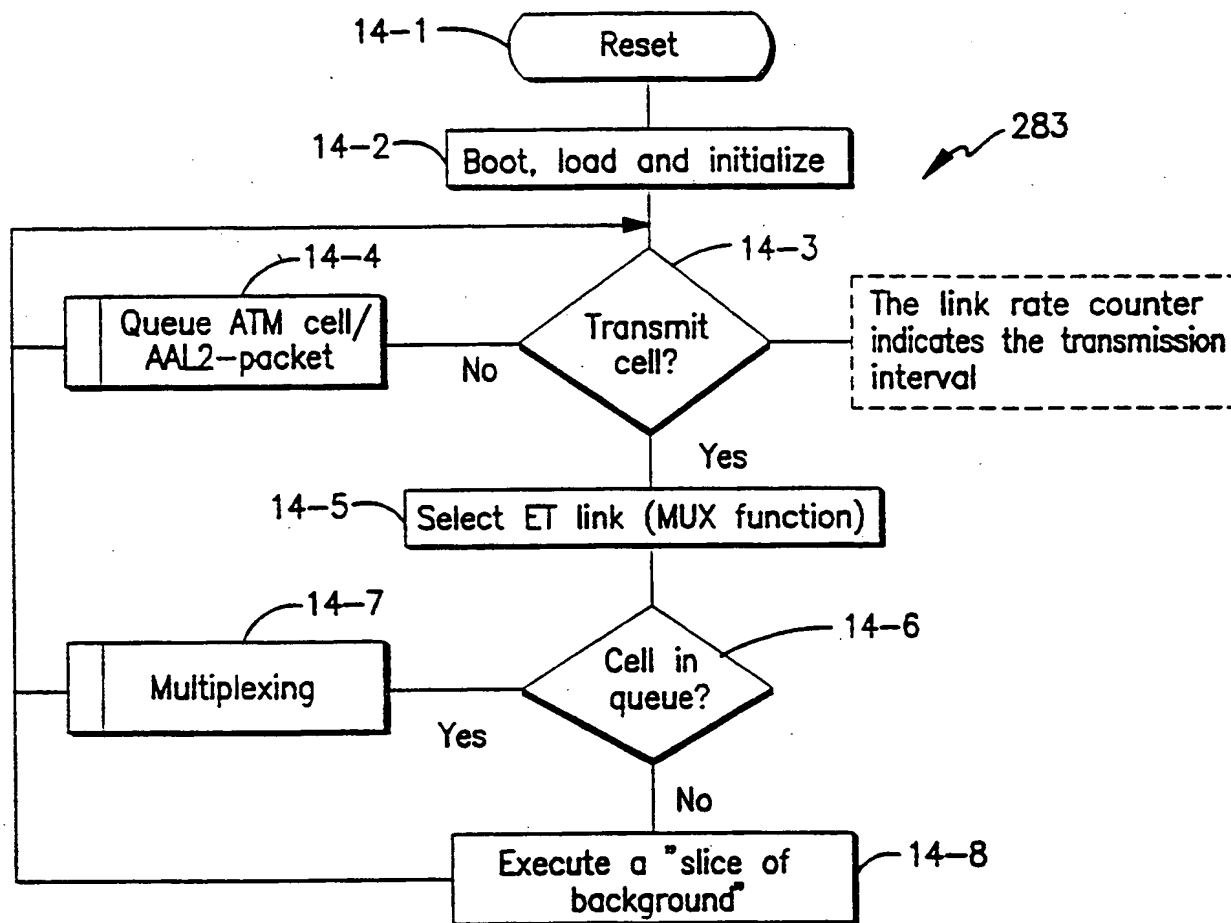 14-1
Reset
14-2
Boot, load and initialize
283
14-3
14-4
Queue ATM cell/
AAL2-packet
No
Transmit
cell?
The link rate counter
indicates the transmission
interval
Yes
14-5
Select ET link (MUX function)
14-7
14-6
Multiplexing
Yes
Cell in
queue?
No
Execute a "slice of
background"
14-8